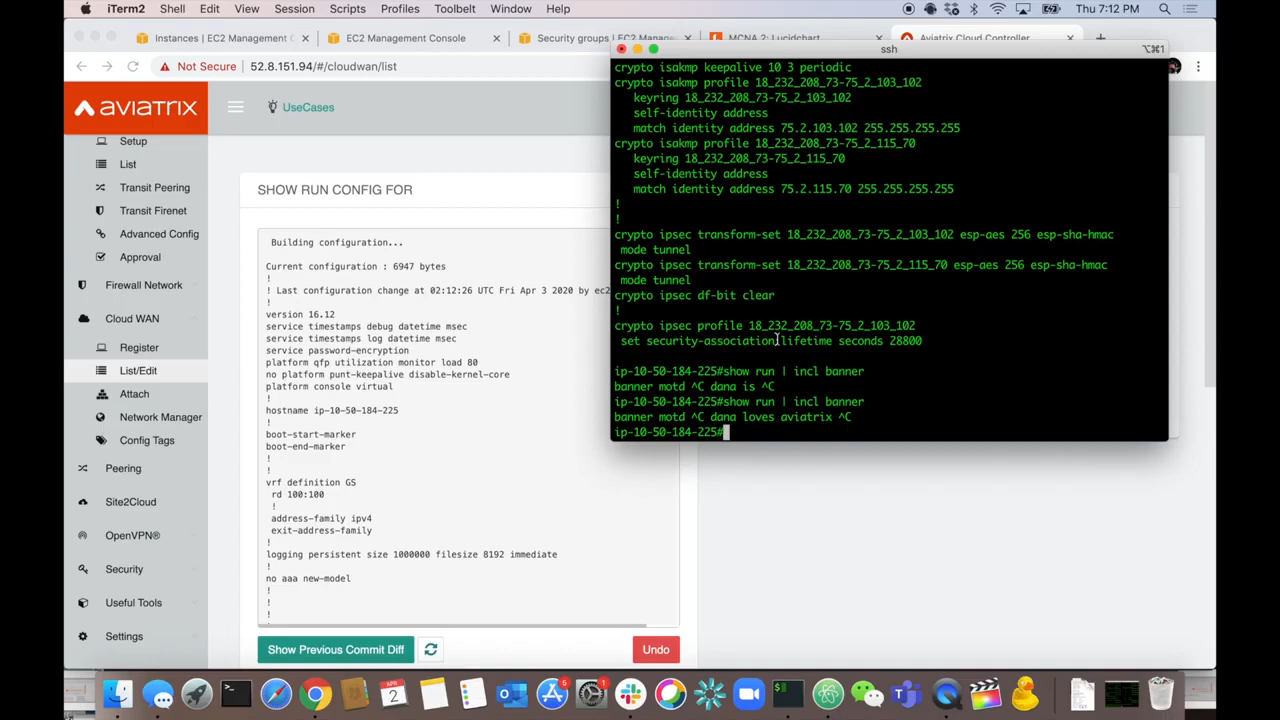 iTerm2 Shell Edit View Session Scripts Profiles Toolbelt Window Help Thu 7:12 PM
Instances | EC2 Management C EC2 Management Console Security groups | EC2 Manage MCNA 2: Lucidchart Aviatrix Cloud Controller
Not Secure 52.8.151.94/#/cloudwan/list
ssh ⌥⌘1
AVIATRIX
UseCases
Setup
List
Transit Peering
Transit Firenet
Advanced Config
Approval
Firewall Network
Cloud WAN
Register
List/Edit
Attach
Network Manager
Config Tags
Peering
Site2Cloud
OpenVPN®
Security
Useful Tools
Settings
SHOW RUN CONFIG FOR
Building configuration...
Current configuration : 6947 bytes
!
! Last configuration change at 02:12:26 UTC Fri Apr 3 2020 by ec2
!
version 16.12
service timestamps debug datetime msec
service timestamps log datetime msec
service password-encryption
platform qfp utilization monitor load 80
no platform punt-keepalive disable-kernel-core
platform console virtual
!
hostname ip-10-50-184-225
!
boot-start-marker
boot-end-marker
!
!
vrf definition GS
rd 100:100
!
address-family ipv4
exit-address-family
!
logging persistent size 1000000 filesize 8192 immediate
!
no aaa new-model
!
!
!
Show Previous Commit Diff
Undo
crypto isakmp keepalive 10 3 periodic
crypto isakmp profile 18_232_208_73-75_2_103_102
keyring 18_232_208_73-75_2_103_102
self-identity address
match identity address 75.2.103.102 255.255.255.255
crypto isakmp profile 18_232_208_73-75_2_115_70
keyring 18_232_208_73-75_2_115_70
self-identity address
match identity address 75.2.115.70 255.255.255.255
!
!
crypto ipsec transform-set 18_232_208_73-75_2_103_102 esp-aes 256 esp-sha-hmac
mode tunnel
crypto ipsec transform-set 18_232_208_73-75_2_115_70 esp-aes 256 esp-sha-hmac
mode tunnel
crypto ipsec df-bit clear
!
crypto ipsec profile 18_232_208_73-75_2_103_102
set security-association lifetime seconds 28800
ip-10-50-184-225#show run | incl banner
banner motd ^C dana is ^C
ip-10-50-184-225#show run | incl banner
banner motd ^C dana loves aviatrix ^C
ip-10-50-184-225#
APR
2
6
1